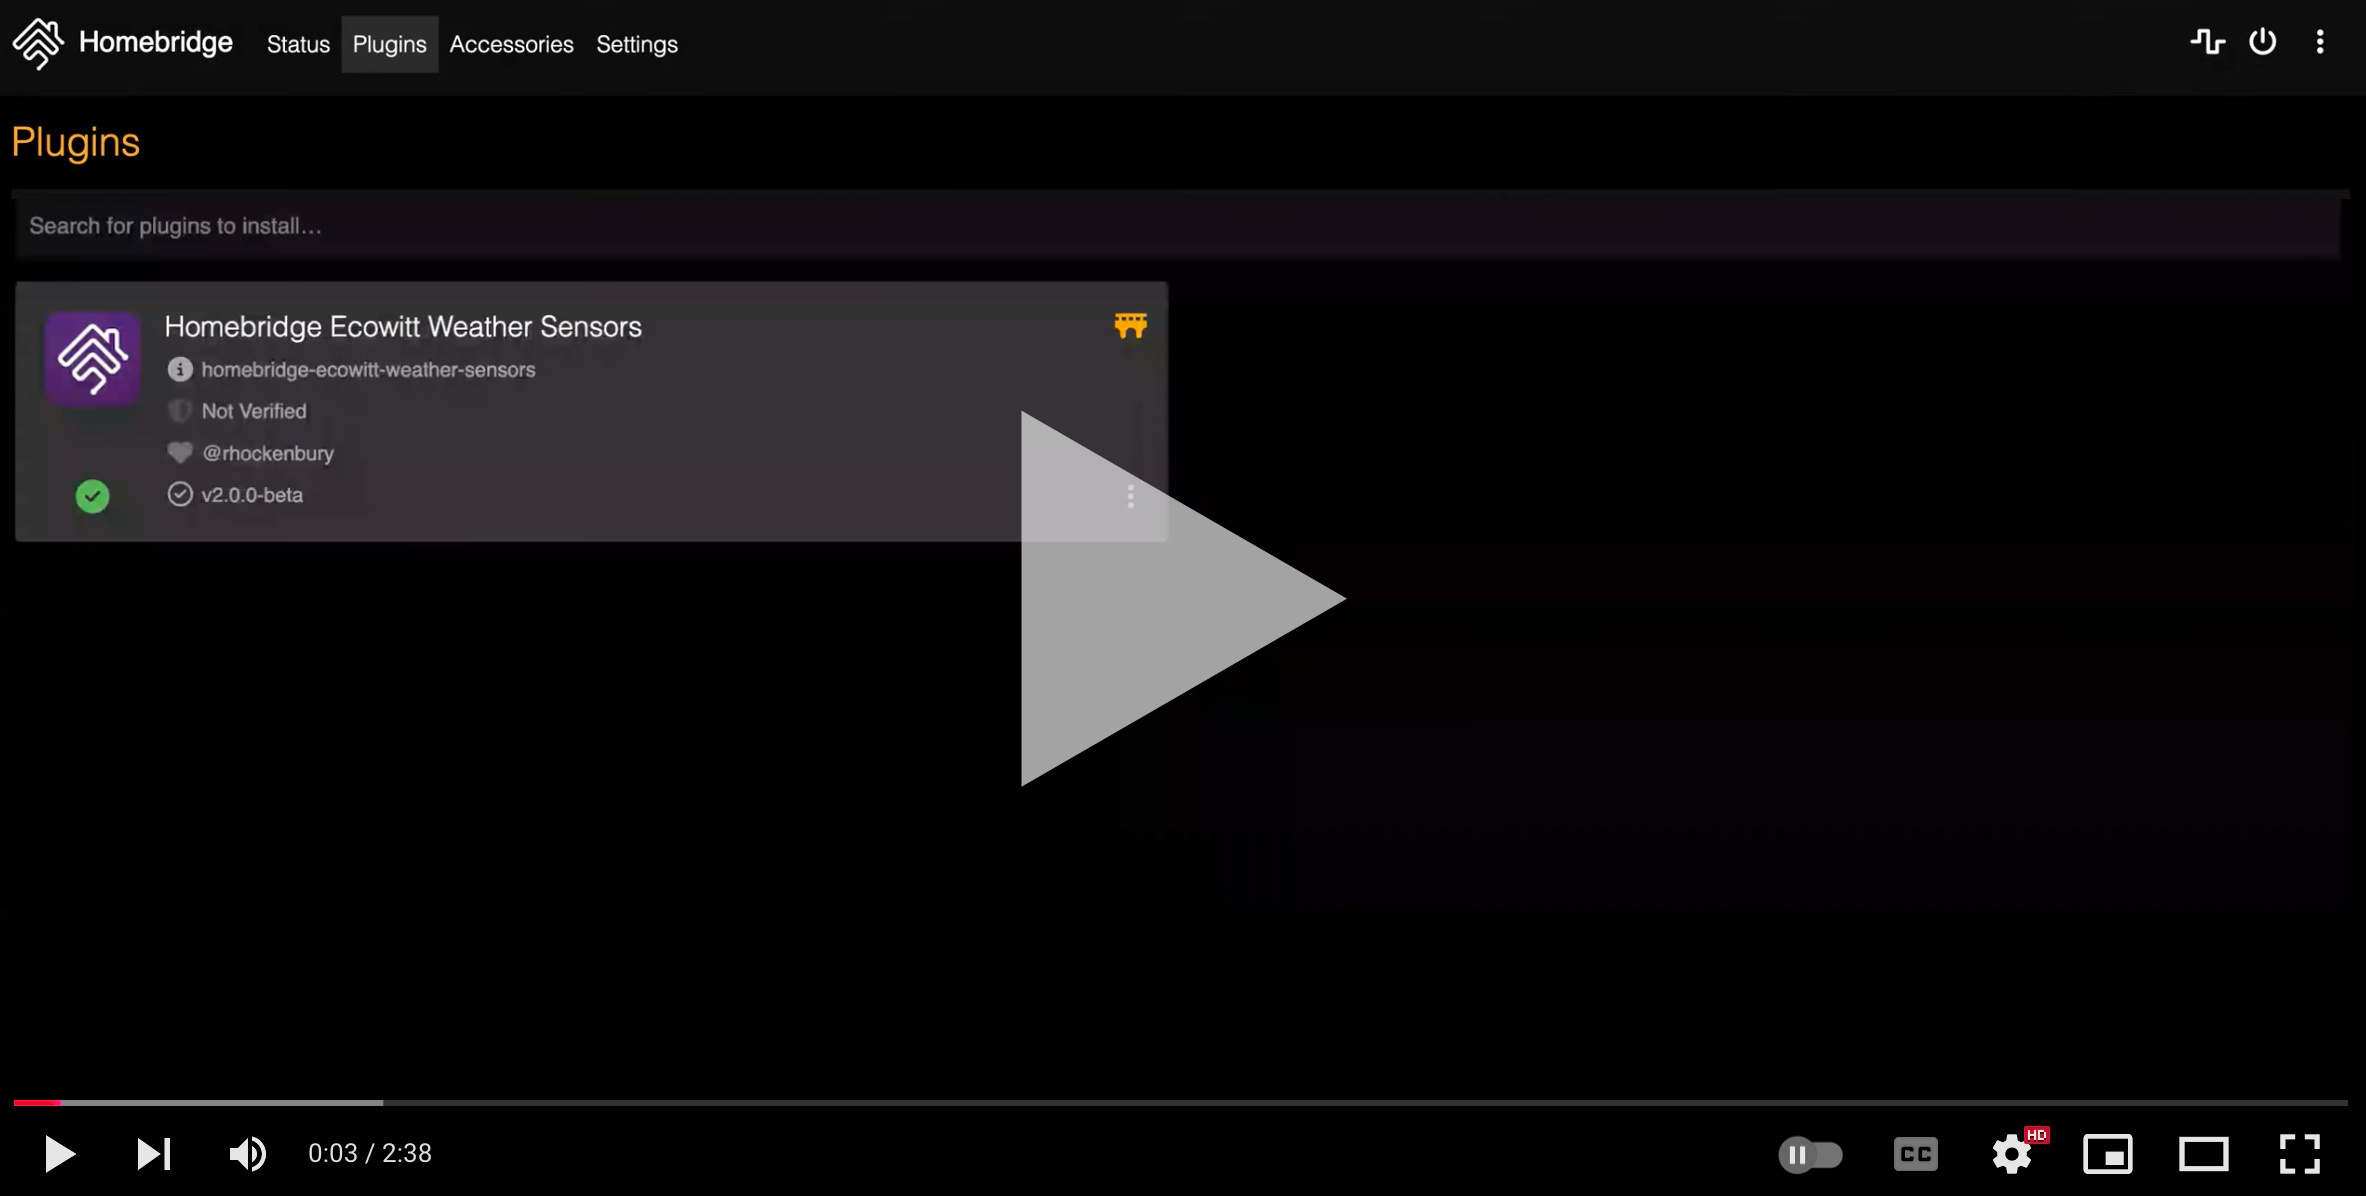 Homebridge Status Plugins Accessories Settings
Plugins
Search for plugins to install...
Homebridge Ecowitt Weather Sensors
homebridge-ecowitt-weather-sensors
Not Verified
@rhockenbury
v2.0.0-beta
0:03 / 2:38
CC
HD